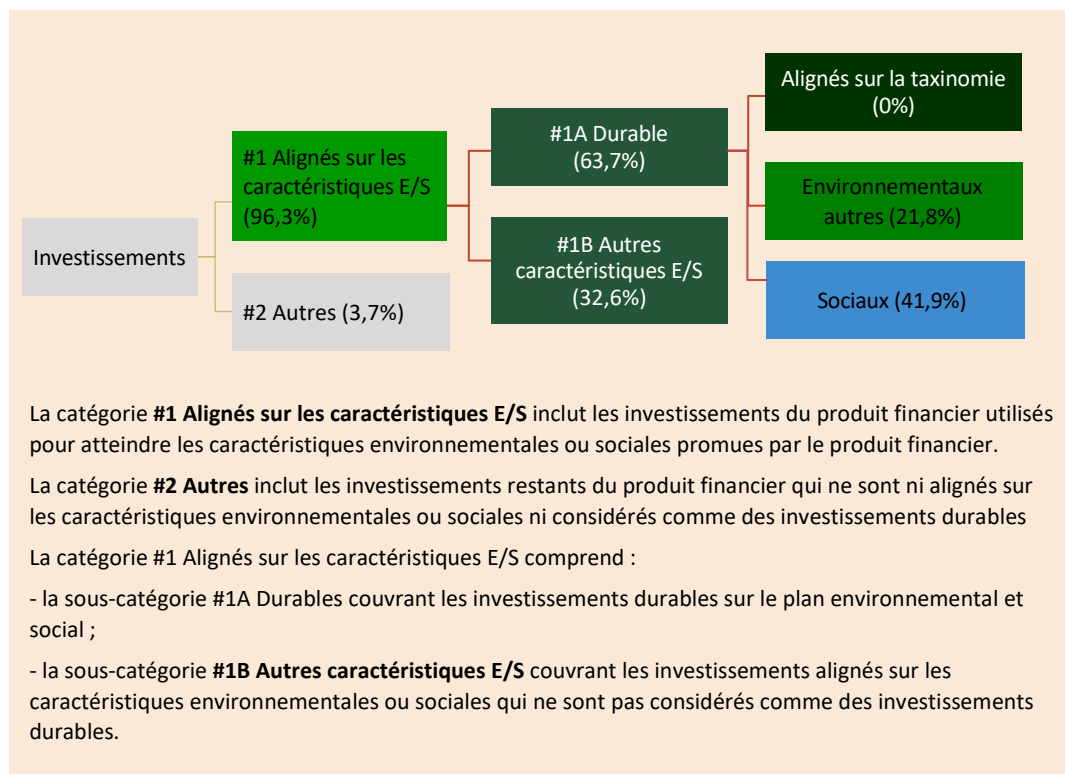 Investissements
#1 Alignés sur les
caractéristiques E/S
(96,3%)
#2 Autres (3,7%)
#1A Durable
(63,7%)
#1B Autres
caractéristiques E/S
(32,6%)
Alignés sur la taxinomie
(0%)
Environnementaux
autres (21,8%)
Sociaux (41,9%)
La catégorie #1 Alignés sur les caractéristiques E/S inclut les investissements du produit financier utilisés
pour atteindre les caractéristiques environnementales ou sociales promues par le produit financier.
La catégorie #2 Autres inclut les investissements restants du produit financier qui ne sont ni alignés sur
les caractéristiques environnementales ou sociales ni considérés comme des investissements durables
La catégorie #1 Alignés sur les caractéristiques E/S comprend :
- la sous-catégorie #1A Durables couvrant les investissements durables sur le plan environnemental et
social ;
- la sous-catégorie #1B Autres caractéristiques E/S couvrant les investissements alignés sur les
caractéristiques environnementales ou sociales qui ne sont pas considérés comme des investissements
durables.